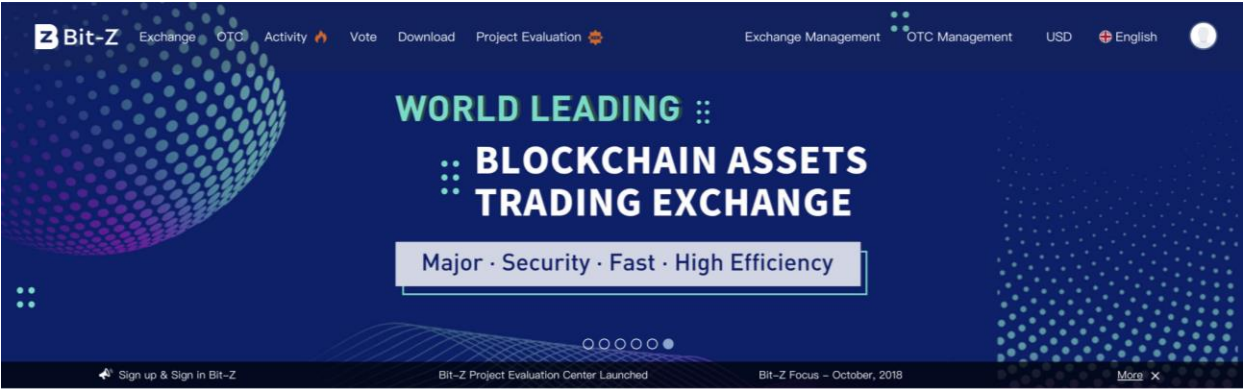 Bit-Z Exchange OTC Activity Vote Download Project Evaluation Exchange Management OTC Management USD English
WORLD LEADING
BLOCKCHAIN ASSETS
TRADING EXCHANGE
Major · Security · Fast · High Efficiency
Sign up & Sign in Bit-Z Bit-Z Project Evaluation Center Launched Bit-Z Focus - October, 2018 More ×